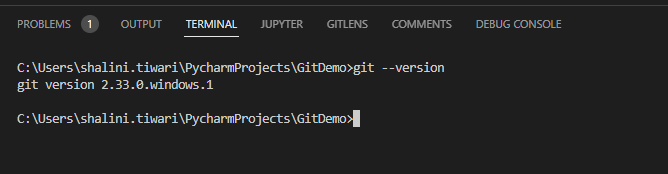 PROBLEMS 1 OUTPUT TERMINAL JUPYTER GITLENS COMMENTS DEBUG CONSOLE
C:\Users\shalini.tiwari\PycharmProjects\GitDemo>git --version
git version 2.33.0.windows.1
C:\Users\shalini.tiwari\PycharmProjects\GitDemo>